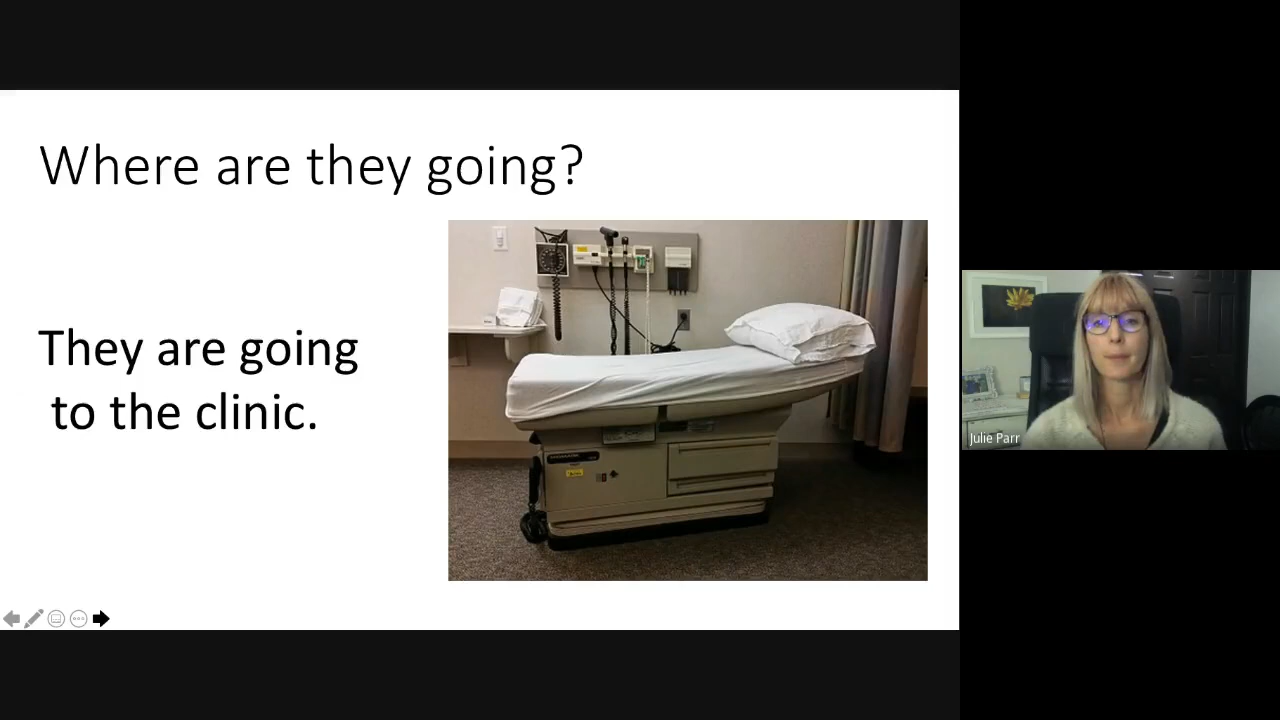 Where are they going?
They are going
to the clinic.
Julie Parr